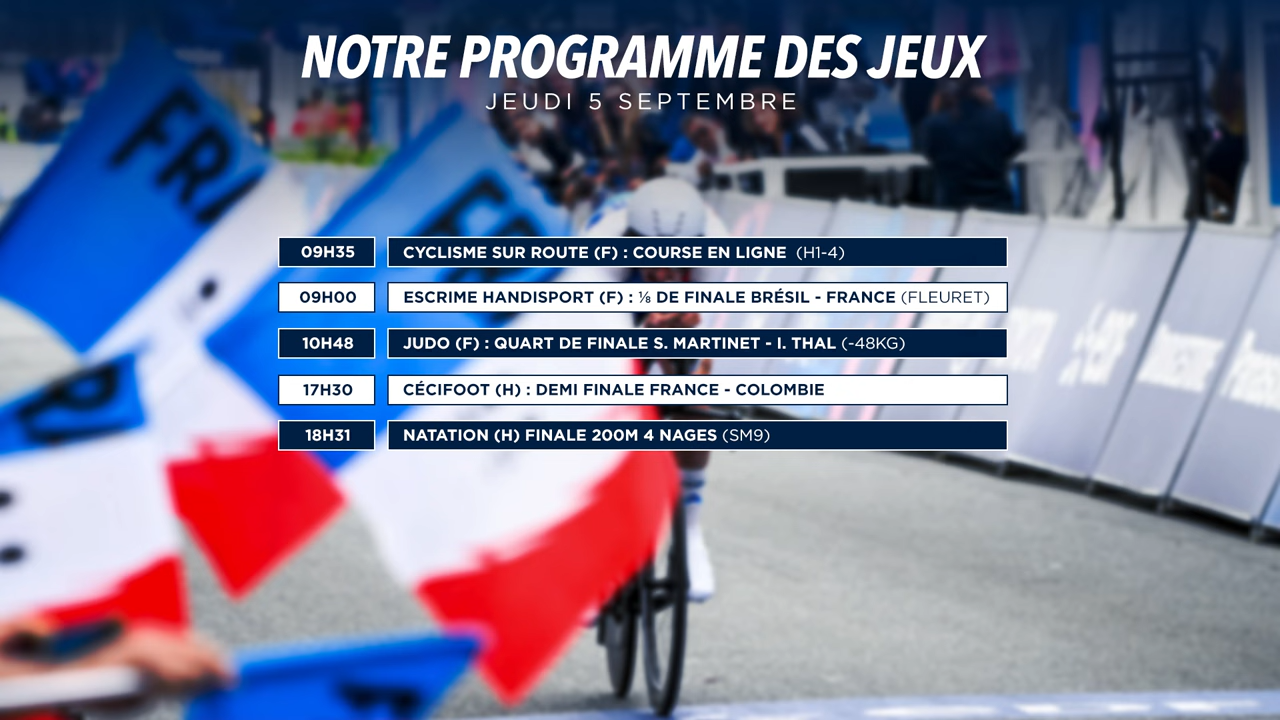 NOTRE PROGRAMME DES JEUX
JEUDI 5 SEPTEMBRE
FRA
09H35 CYCLISME SUR ROUTE (F) : COURSE EN LIGNE (H1-4)
09H00 ESCRIME HANDISPORT (F) : ⅛ DE FINALE BRÉSIL - FRANCE (FLEURET)
10H48 JUDO (F) : QUART DE FINALE S. MARTINET - I. THAL (-48KG)
17H30 CÉCIFOOT (H) : DEMI FINALE FRANCE - COLOMBIE
18H31 NATATION (H) FINALE 200M 4 NAGES (SM9)